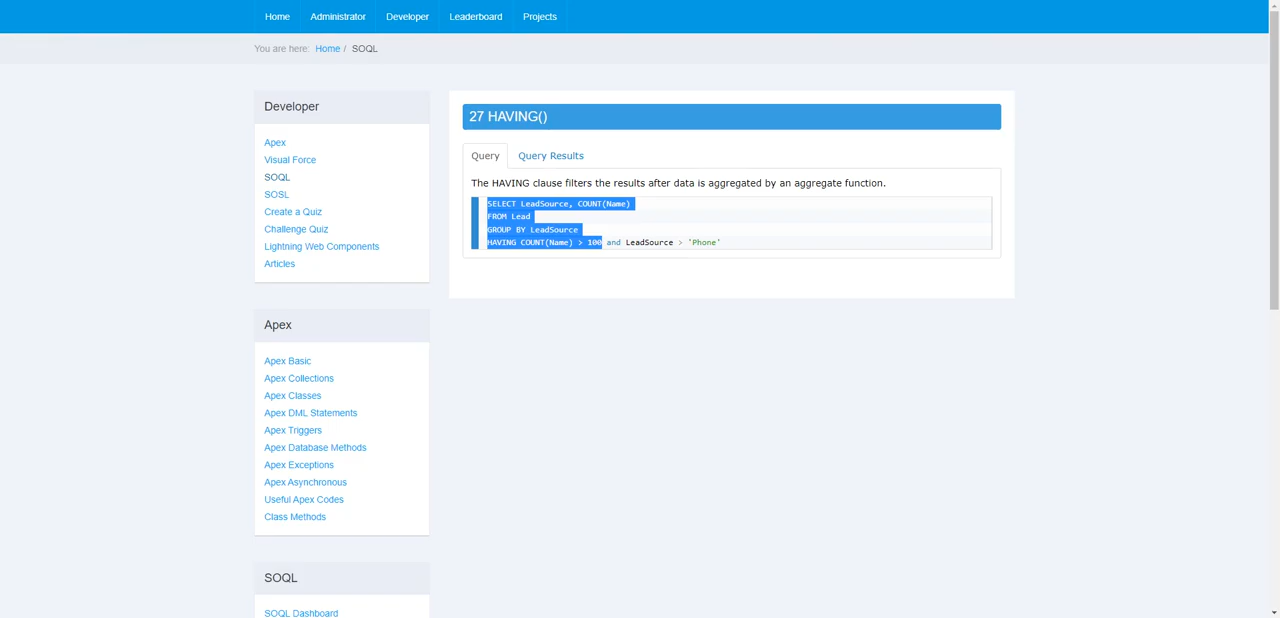 Home Administrator Developer Leaderboard Projects
You are here: Home / SOQL
Developer
Apex
Visual Force
SOQL
SOSL
Create a Quiz
Challenge Quiz
Lightning Web Components
Articles
Apex
Apex Basic
Apex Collections
Apex Classes
Apex DML Statements
Apex Triggers
Apex Database Methods
Apex Exceptions
Apex Asynchronous
Useful Apex Codes
Class Methods
SOQL
SOQL Dashboard
27 HAVING()
Query Query Results
The HAVING clause filters the results after data is aggregated by an aggregate function.
SELECT LeadSource, COUNT(Name)
FROM Lead
GROUP BY LeadSource
HAVING COUNT(Name) > 100 and LeadSource > 'Phone'